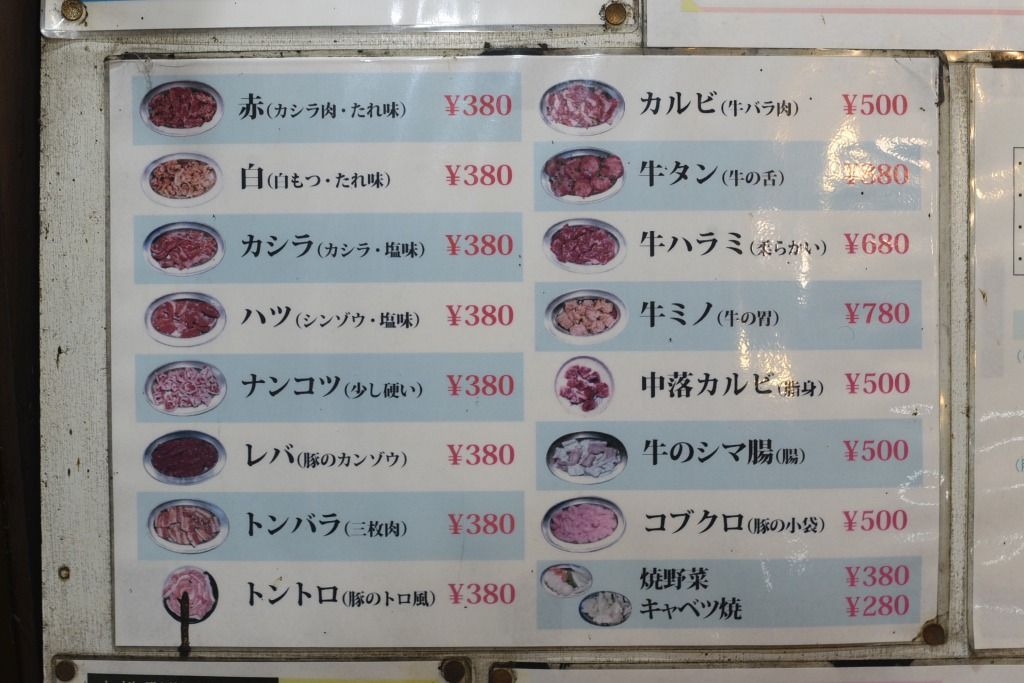 赤(カシラ肉・たれ味) ¥380
白(白もつ・たれ味) ¥380
カシラ(カシラ・塩味) ¥380
ハツ(シンゾウ・塩味) ¥380
ナンコツ(少し硬い) ¥380
レバ(豚のカンゾウ) ¥380
トンバラ(三枚肉) ¥380
トントロ(豚のトロ風) ¥380
カルビ(牛バラ肉) ¥500
牛タン(牛の舌) ¥380
牛ハラミ(柔らかい) ¥680
牛ミノ(牛の胃) ¥780
中落カルビ(脂身) ¥500
牛のシマ腸(腸) ¥500
コブクロ(豚の小袋) ¥500
焼野菜 ¥380
キャベツ焼 ¥280